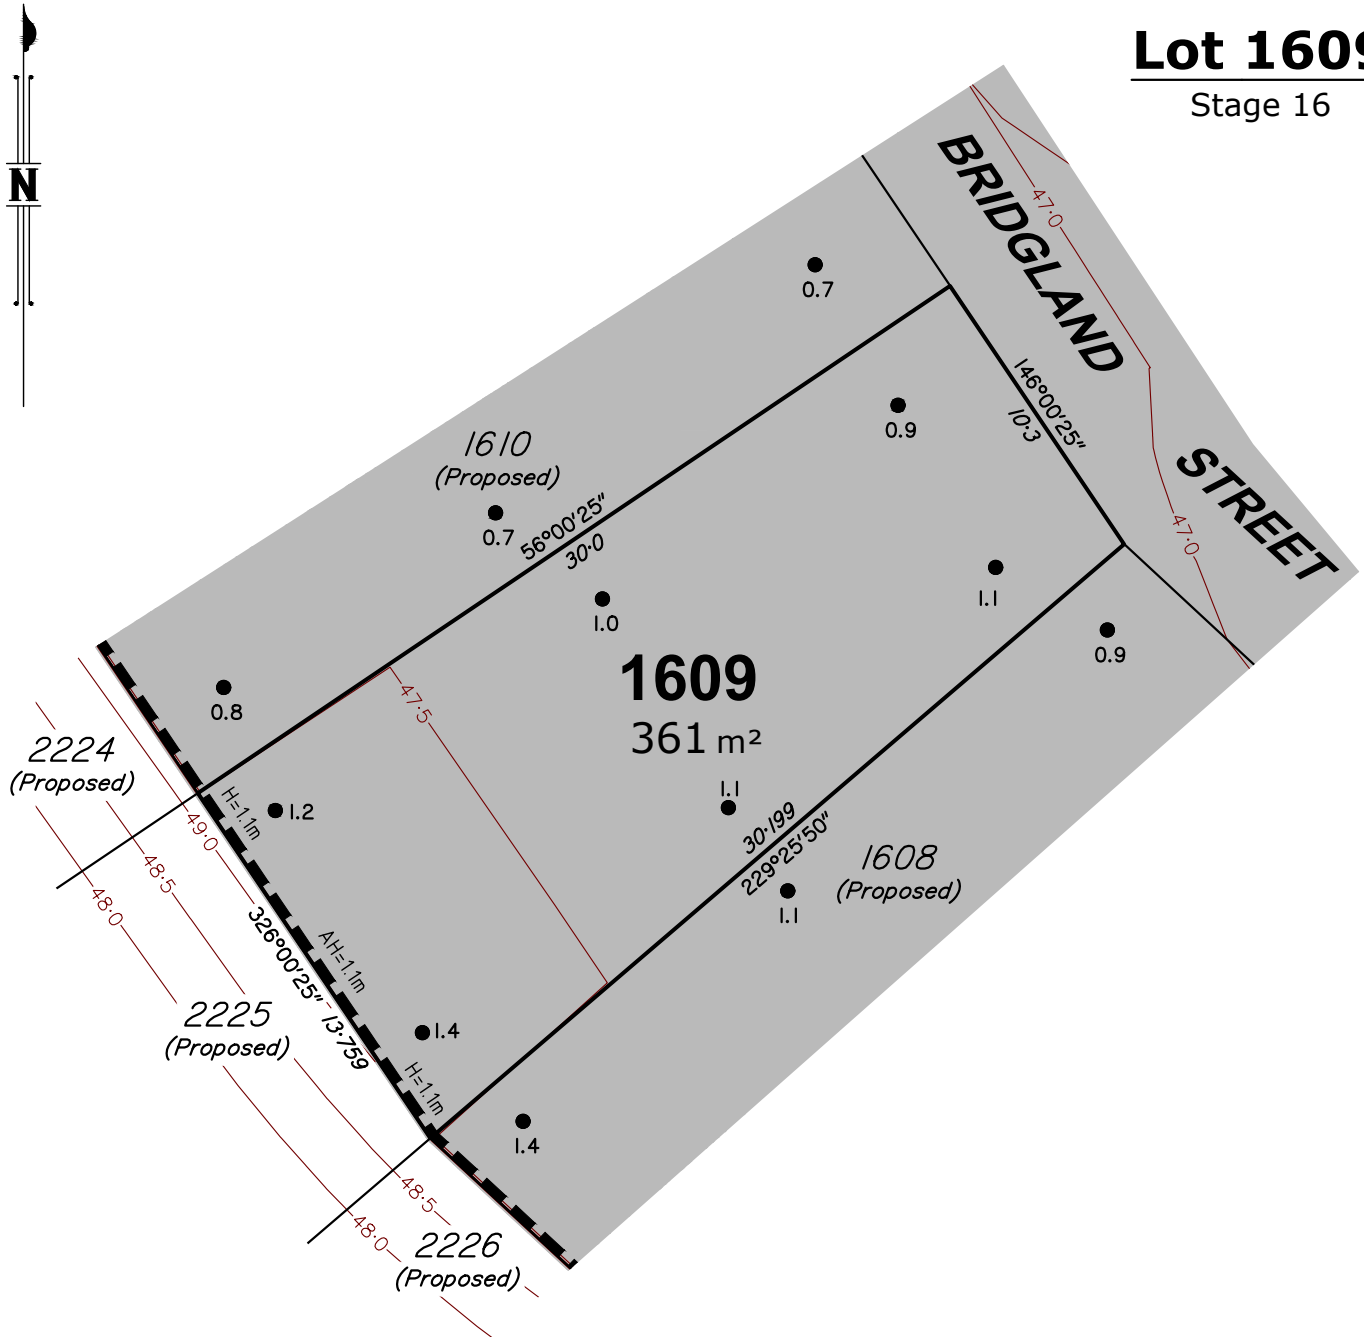 Lot 1609
Stage 16
N
BRIDGLAND
STREET
47·0
47·0
0.7
146°00'25"
10·3
0.9
1610
(Proposed)
0.7
56°00'25"
30·0
1.0
1.1
0.9
1609
361 m²
47·5
0.8
2224
(Proposed)
H=1.1m
1.2
49·0
48·5
48·0
1.1
30·199
229°25'50"
1608
(Proposed)
1.1
326°00'25" 13·759
AH=1.1m
2225
(Proposed)
1.4
H=1.1m
1.4
48·5
48·0
2226
(Proposed)